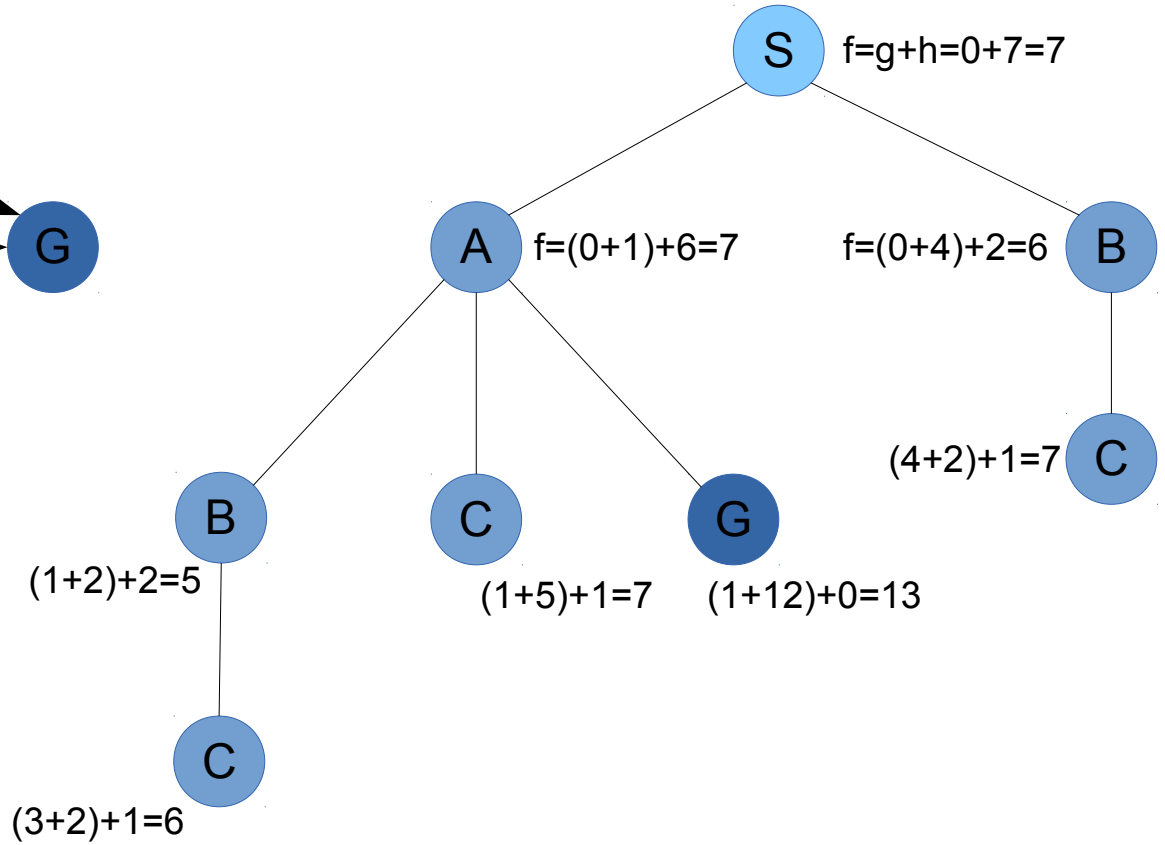 S f=g+h=0+7=7
G
A f=(0+1)+6=7
f=(0+4)+2=6 B
(4+2)+1=7 C
B
C
G
(1+2)+2=5
(1+5)+1=7
(1+12)+0=13
C
(3+2)+1=6